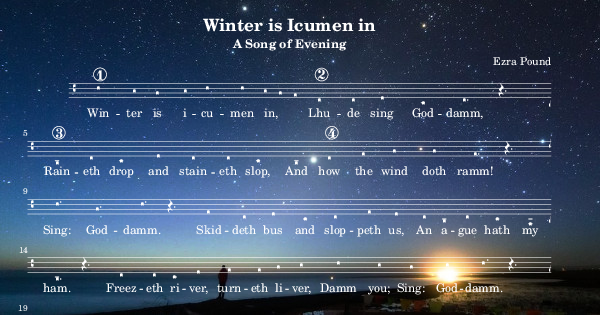 Winter is Icumen in
A Song of Evening
Ezra Pound
① ②
Win - ter is i - cu - men in, Lhu - de sing God - damm,
5
③ ④
Rain - eth drop and stain - eth slop, And how the wind doth ramm!
9
Sing: God - damm. Skid - deth bus and slop - peth us, An a - gue hath my
14
ham. Freez - eth ri - ver, turn - eth li - ver, Damm you; Sing: God - damm.
19